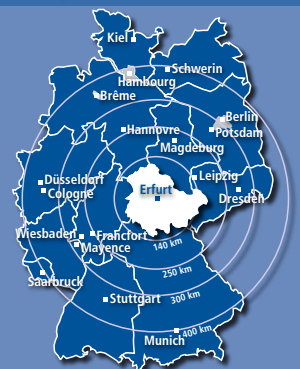 Kiel
Schwerin
Hambourg
Brême
Berlin
Hannovre
Potsdam
Magdeburg
Düsseldorf
Leipzig
Cologne
Erfurt
Dresden
Wiesbaden
Francfort
Mayence
140 km
250 km
Saarbruck
300 km
Stuttgart
400 km
Munich